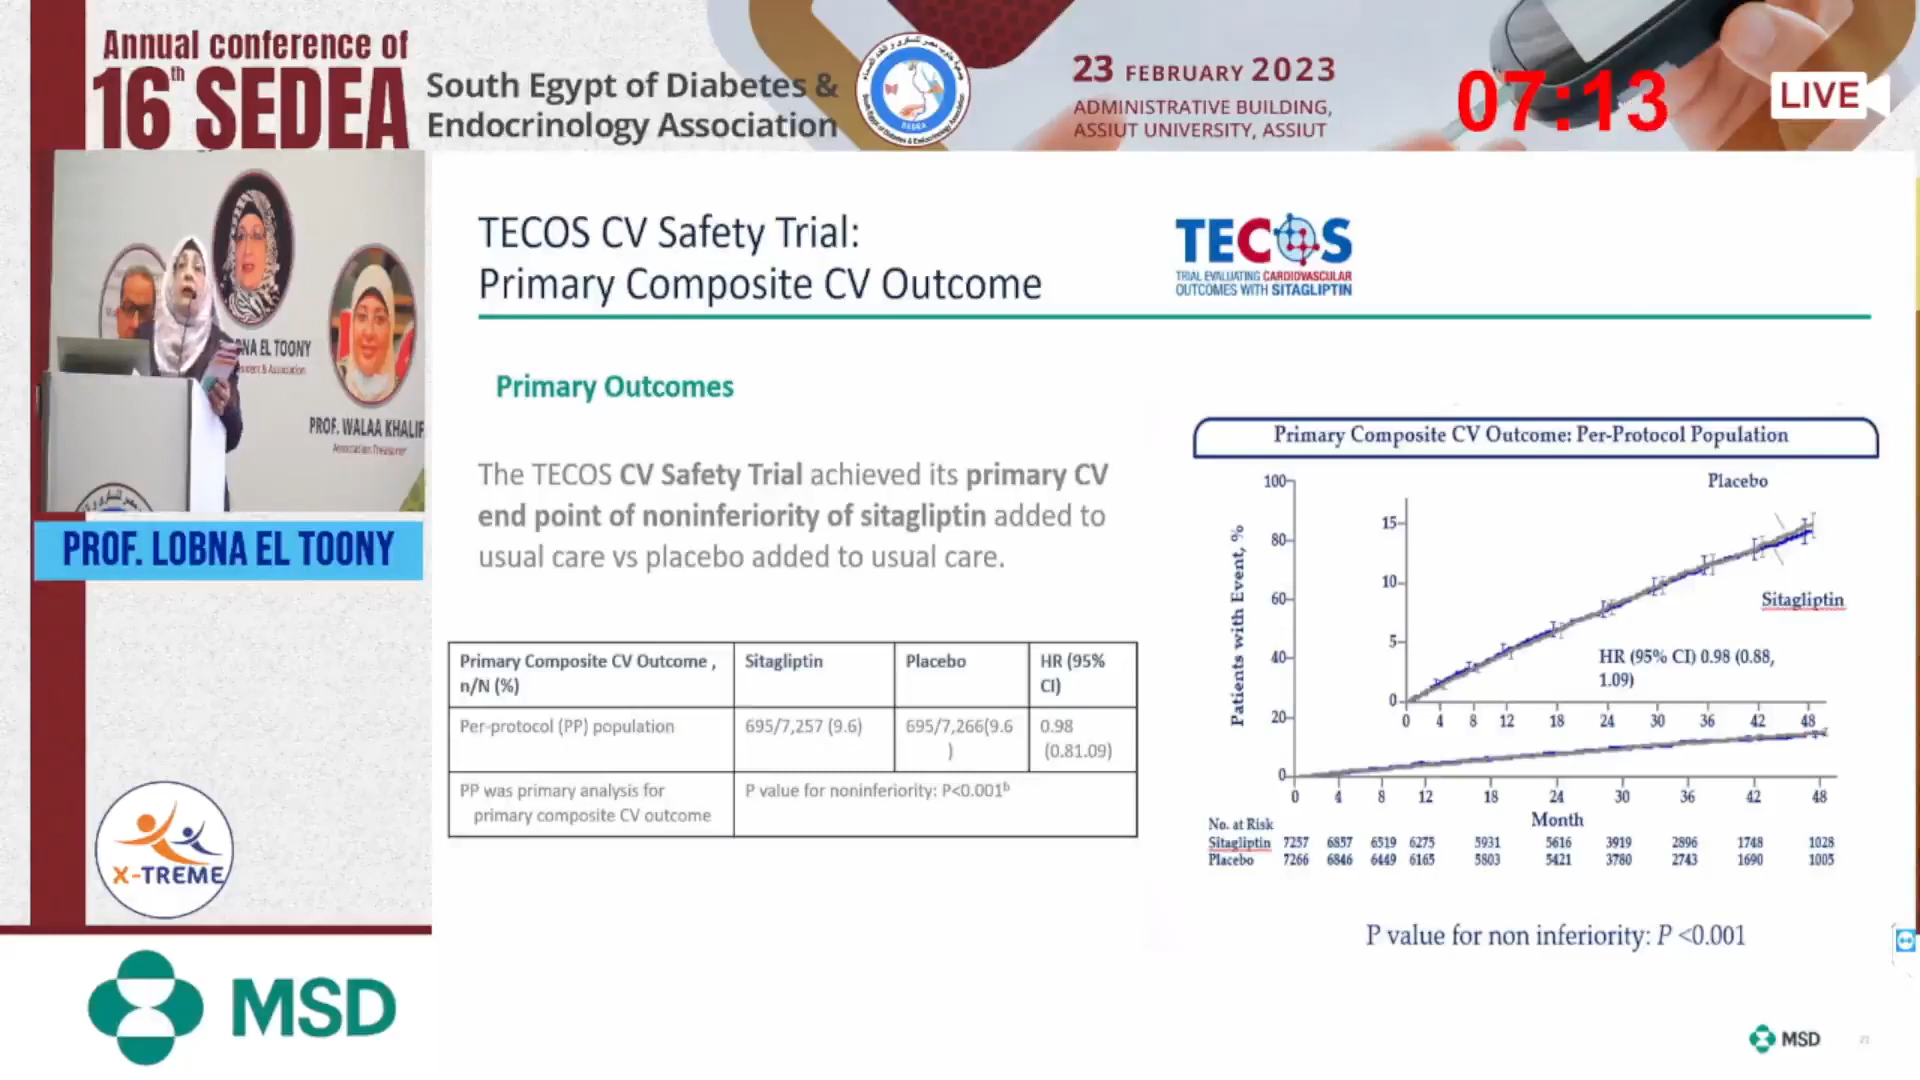 Annual conference of
16th SEDEA
South Egypt of Diabetes &
Endocrinology Association
SEDEA
23 FEBRUARY 2023
ADMINISTRATIVE BUILDING,
ASSIUT UNIVERSITY, ASSIUT
07:13
LIVE
NA EL TOONY
PROF. WALAA KHALIF
Association Treasurer
PROF. LOBNA EL TOONY
X-TREME
MSD
TECOS CV Safety Trial:
Primary Composite CV Outcome
TECOS
TRIAL EVALUATING CARDIOVASCULAR
OUTCOMES WITH SITAGLIPTIN
Primary Outcomes
The TECOS CV Safety Trial achieved its primary CV
end point of noninferiority of sitagliptin added to
usual care vs placebo added to usual care.
Primary Composite CV Outcome , n/N (%) Sitagliptin Placebo HR (95% CI)
Per-protocol (PP) population 695/7,257 (9.6) 695/7,266(9.6 ) 0.98 (0.81.09)
PP was primary analysis for primary composite CV outcome P value for noninferiority: P<0.001b
Primary Composite CV Outcome: Per-Protocol Population
Patients with Event, %
100
80
60
40
20
0
15
10
5
0
Placebo
Sitagliptin
HR (95% CI) 0.98 (0.88,
1.09)
0 4 8 12 18 24 30 36 42 48
0 4 8 12 18 24 30 36 42 48
Month
No. at Risk
Sitagliptin 7257 6857 6519 6275 5931 5616 3919 2896 1748 1028
Placebo 7266 6846 6449 6165 5803 5421 3780 2743 1690 1005
P value for non inferiority: P <0.001
MSD